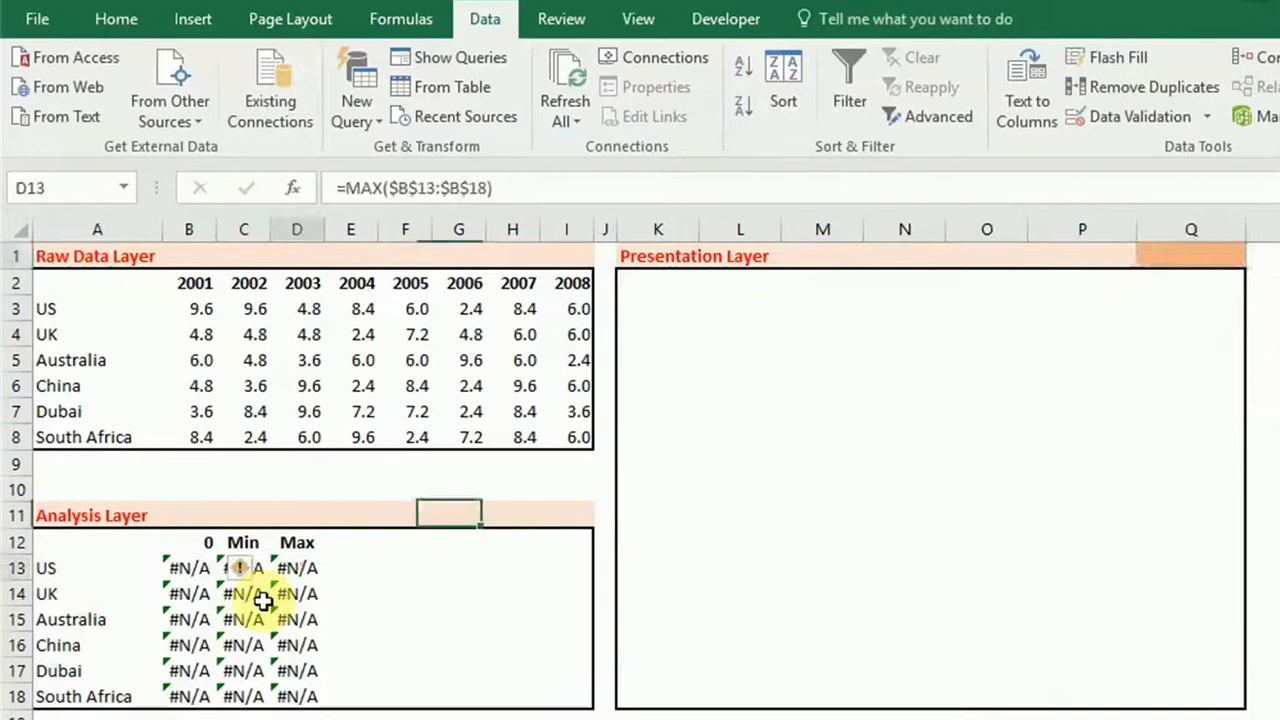 File Home Insert Page Layout Formulas Data Review View Developer Tell me what you want to do
From Access
From Web
From Text
From Other
Sources
Existing
Connections
Get External Data
New
Query
Show Queries
From Table
Recent Sources
Get & Transform
Refresh
All
Connections
Properties
Edit Links
Connections
Sort
Filter
Clear
Reapply
Advanced
Sort & Filter
Text to
Columns
Flash Fill
Remove Duplicates
Data Validation
Data Tools
D13 fx =MAX($B$13:$B$18)
A B C D E F G H I J K L M N O P Q
1 Raw Data Layer Presentation Layer
2 2001 2002 2003 2004 2005 2006 2007 2008
3 US 9.6 9.6 4.8 8.4 6.0 2.4 8.4 6.0
4 UK 4.8 4.8 4.8 2.4 7.2 4.8 6.0 6.0
5 Australia 6.0 4.8 3.6 6.0 6.0 9.6 6.0 2.4
6 China 4.8 3.6 9.6 2.4 8.4 2.4 9.6 6.0
7 Dubai 3.6 8.4 9.6 7.2 7.2 2.4 8.4 3.6
8 South Africa 8.4 2.4 6.0 9.6 2.4 7.2 8.4 6.0
9
10
11 Analysis Layer
12 0 Min Max
13 US #N/A #N/A
14 UK #N/A #N/A #N/A
15 Australia #N/A #N/A #N/A
16 China #N/A #N/A #N/A
17 Dubai #N/A #N/A #N/A
18 South Africa #N/A #N/A #N/A